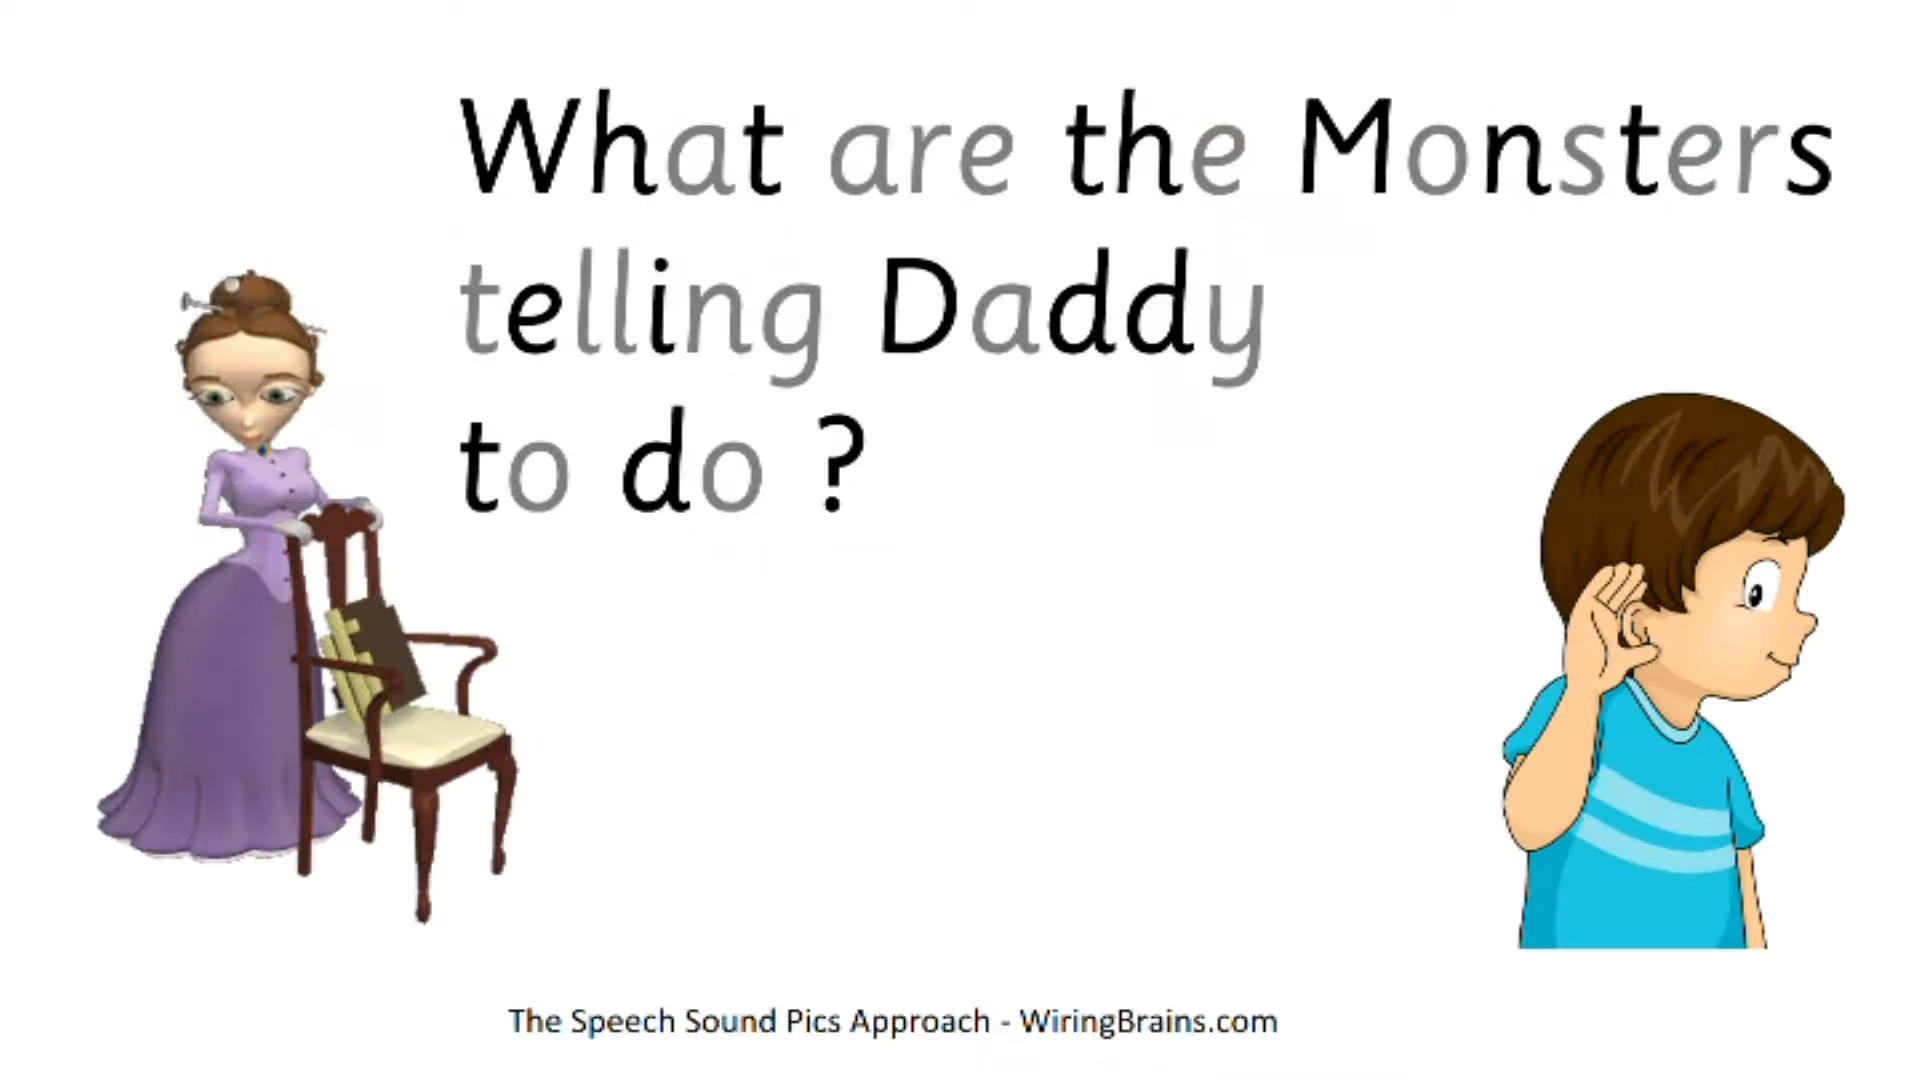 What are the Monsters
telling Daddy
to do ?
The Speech Sound Pics Approach - WiringBrains.com